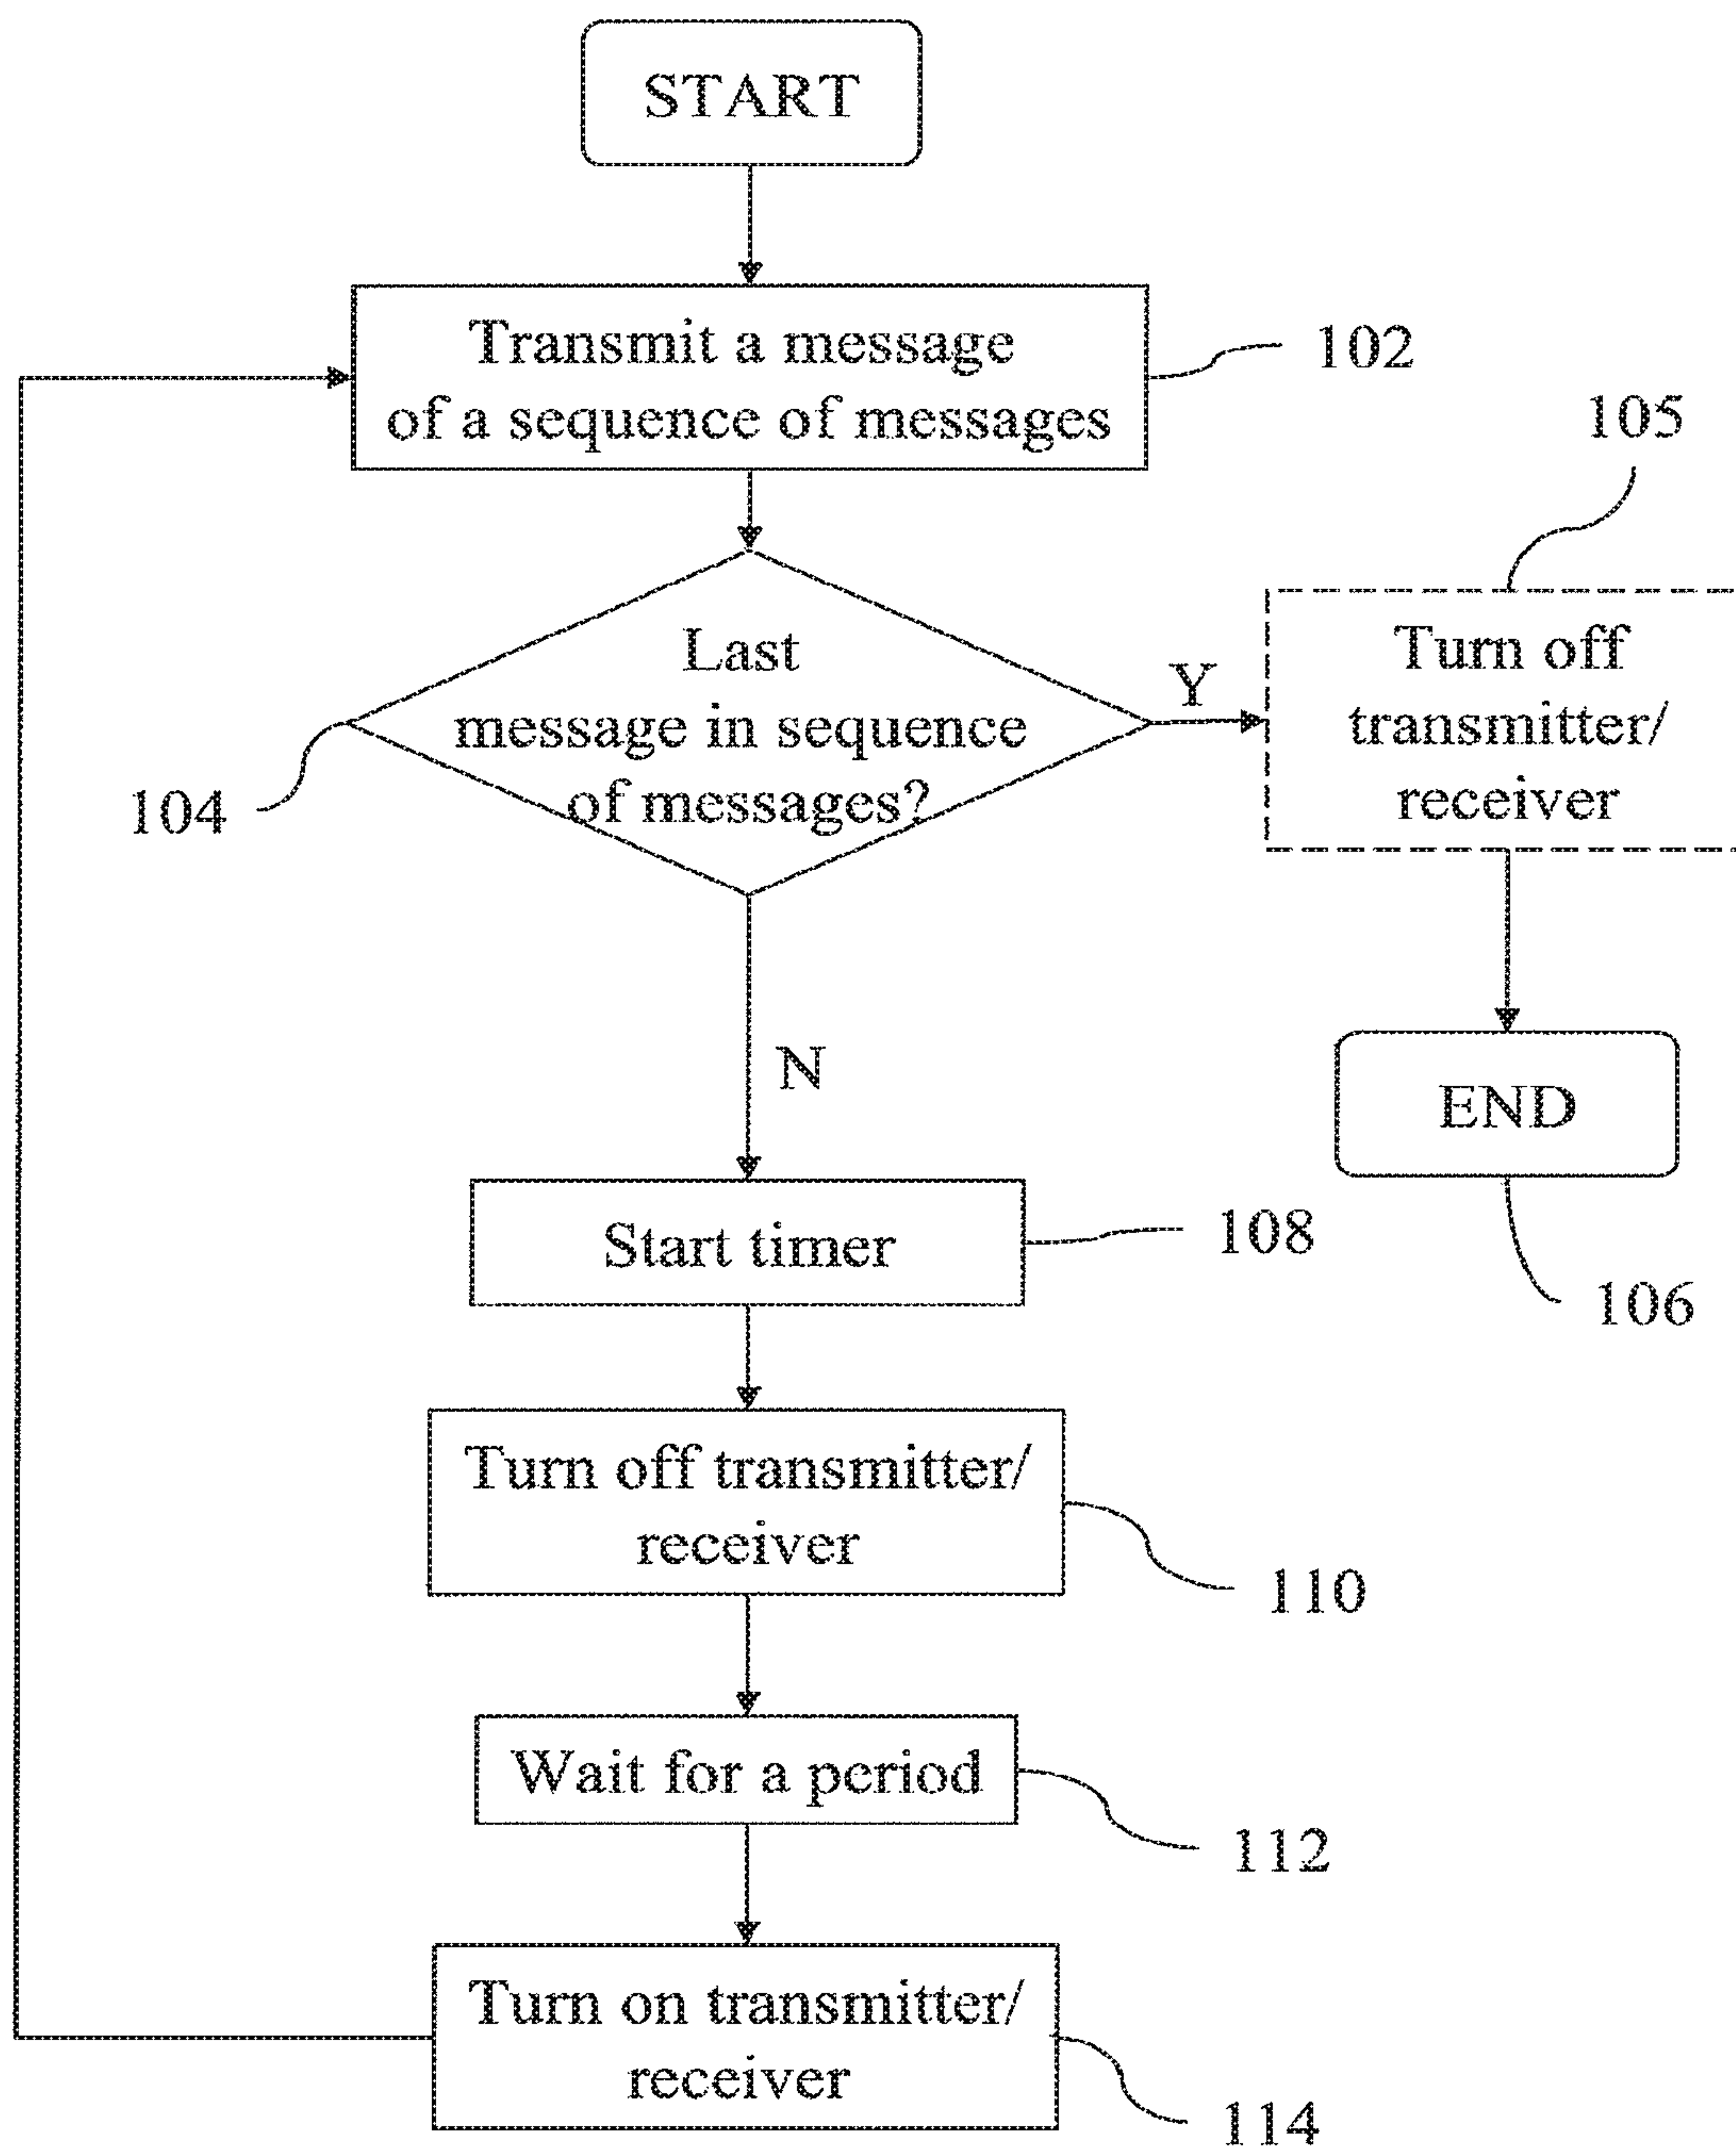 START
Transmit a message
of a sequence of messages
102
105
Last
message in sequence
of messages?
104
Y
Turn off
transmitter/
receiver
N
END
106
Start timer
108
Turn off transmitter/
receiver
110
Wait for a period
112
Turn on transmitter/
receiver
114